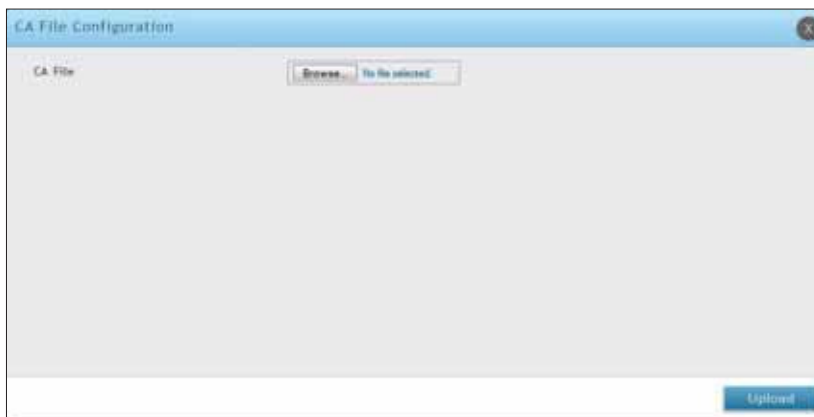 CA File Configuration
X
CA File
Browse... No file selected.
Upload